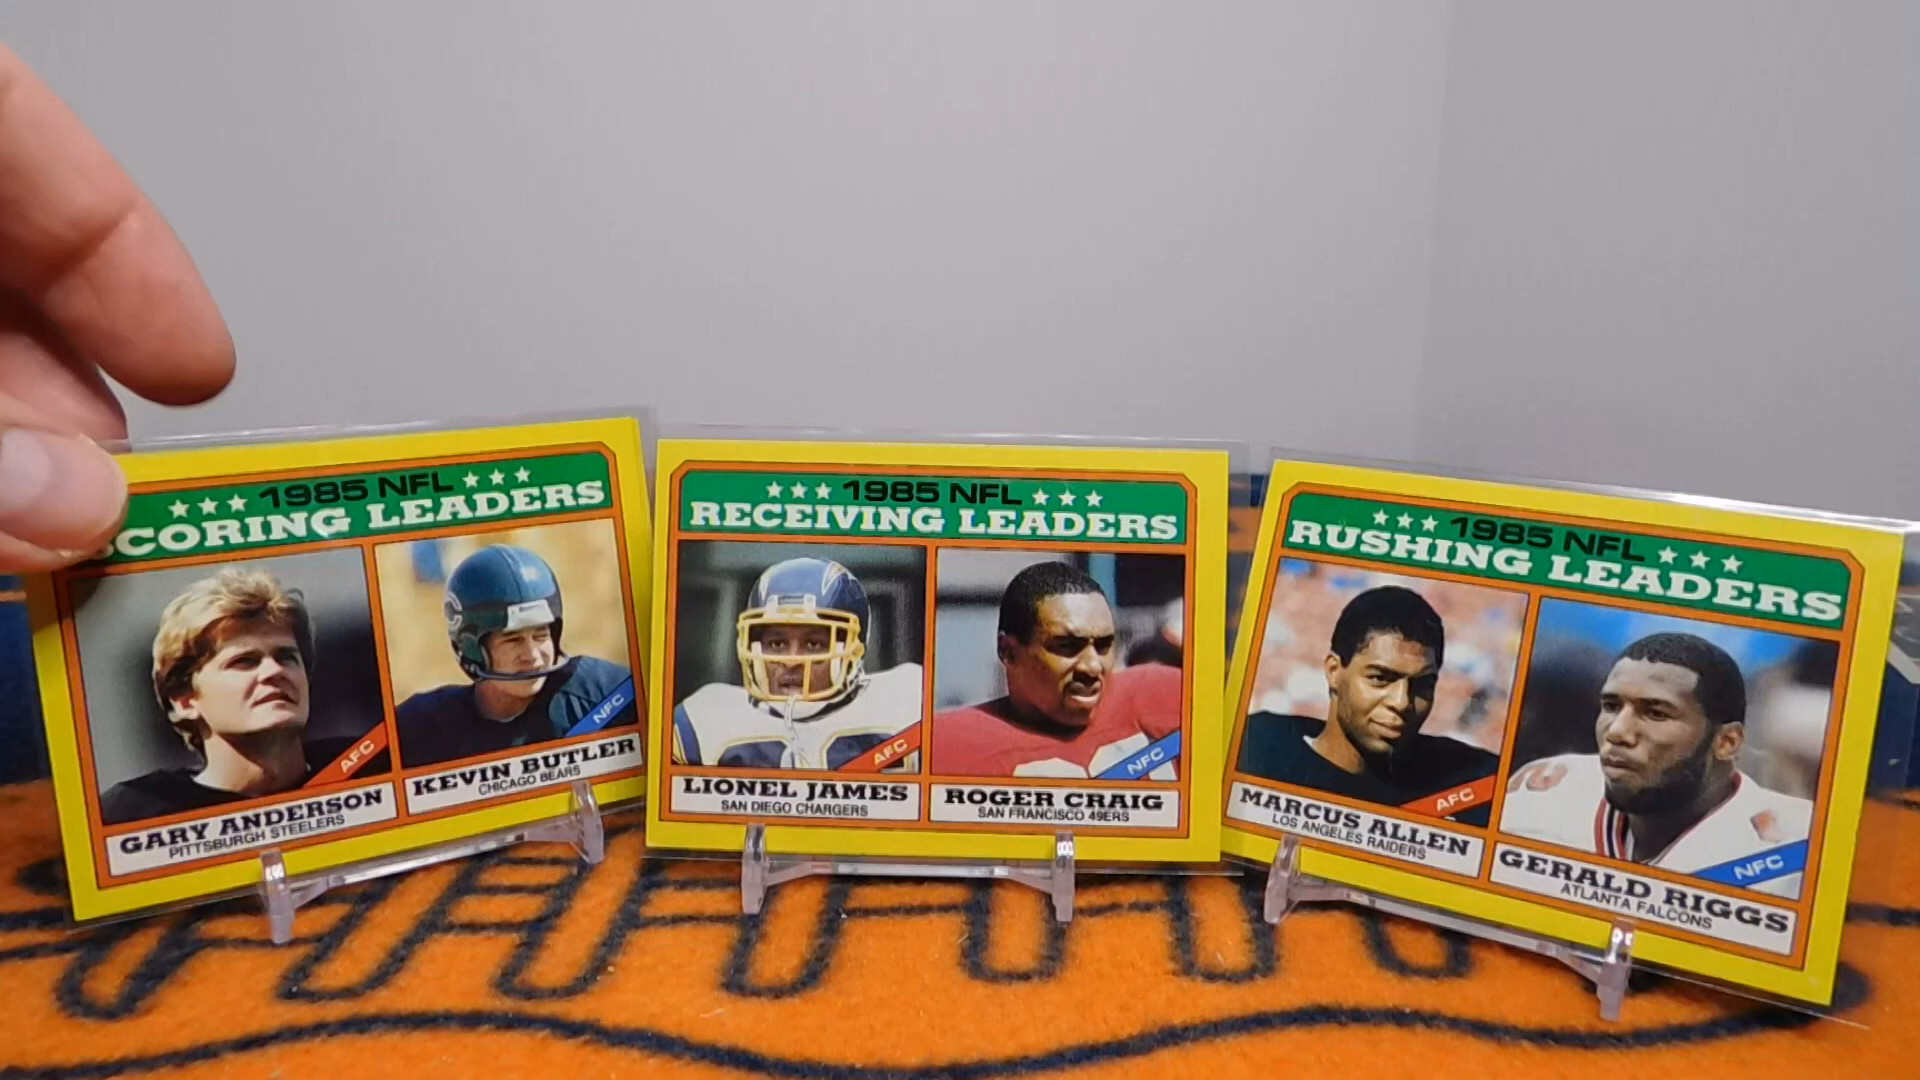 ★★★ 1985 NFL ★★★
SCORING LEADERS
AFC
NFC
GARY ANDERSON
PITTSBURGH STEELERS
KEVIN BUTLER
CHICAGO BEARS
★★★ 1985 NFL ★★★
RECEIVING LEADERS
AFC
NFC
LIONEL JAMES
SAN DIEGO CHARGERS
ROGER CRAIG
SAN FRANCISCO 49ERS
★★★ 1985 NFL ★★★
RUSHING LEADERS
AFC
NFC
MARCUS ALLEN
LOS ANGELES RAIDERS
GERALD RIGGS
ATLANTA FALCONS